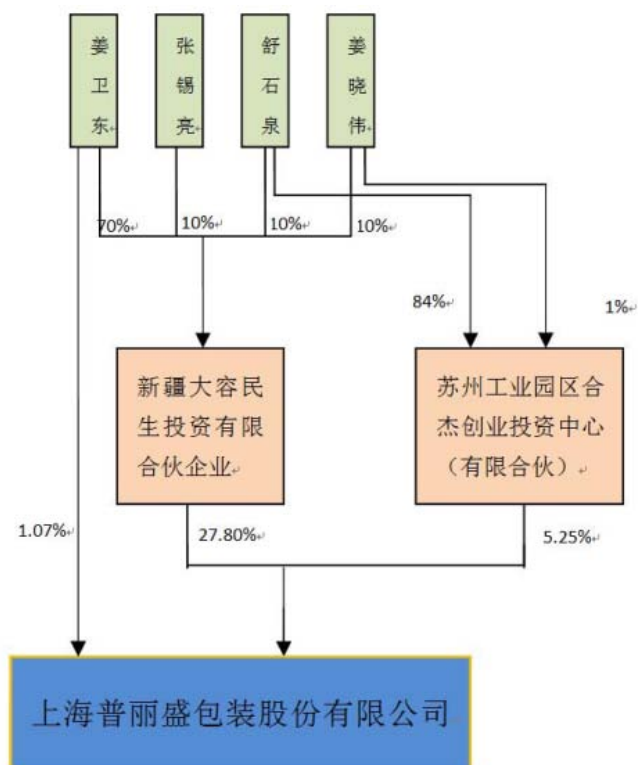 姜卫东
张锡亮
舒石泉
姜晓伟
70%
10%
10%
10%
84%
1%
新疆大容民
生投资有限
合伙企业
苏州工业园区合
杰创业投资中心
（有限合伙）
1.07%
27.80%
5.25%
上海普丽盛包装股份有限公司